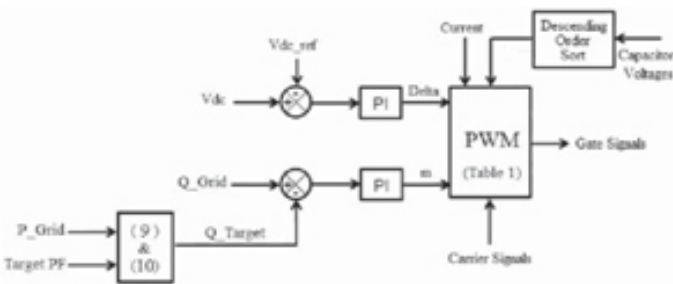 Vdc_ref
Current
Descending
Order
Sort
Capacitor
Voltages
Vdc
PI
Delta
PWM
(Table 1)
Gate Signals
Q_Grid
PI
m
P_Grid
Target PF
(9)
&
(10)
Q_Target
Carrier Signals